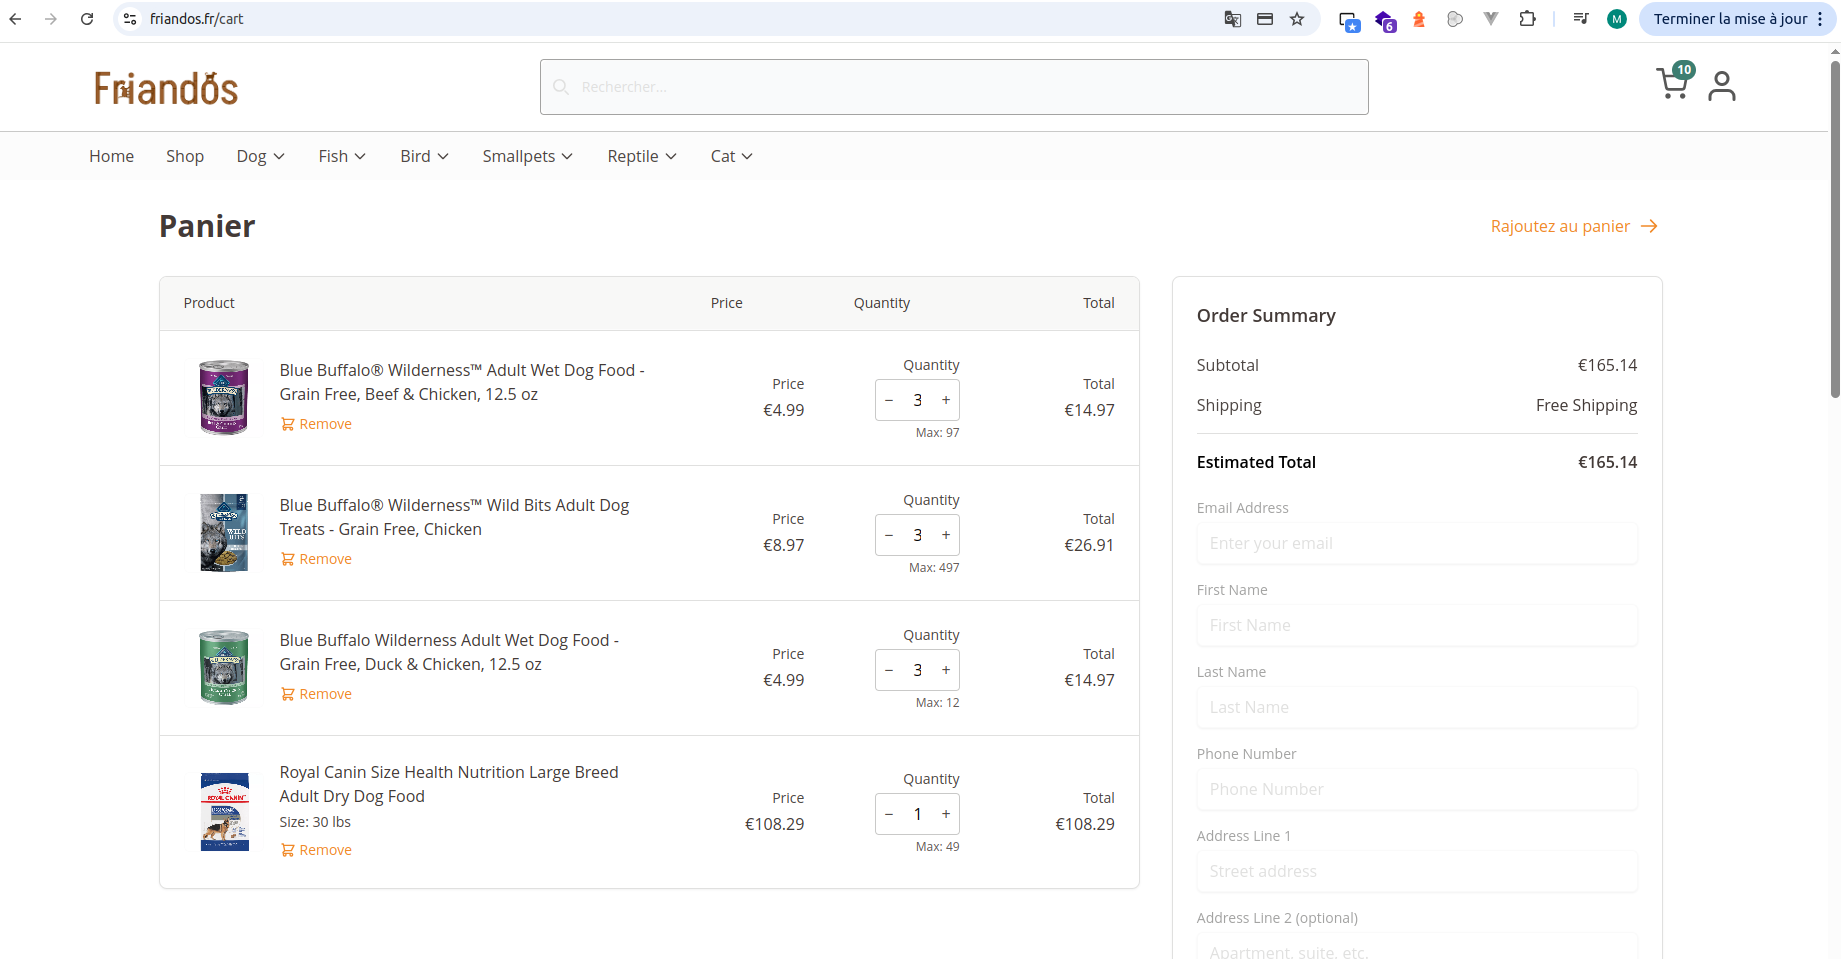 friandos.fr/cart
6
M
Terminer la mise à jour
Friandos
Rechercher...
10
Home
Shop
Dog
Fish
Bird
Smallpets
Reptile
Cat
Panier
Rajoutez au panier
Product
Price
Quantity
Total
Blue Buffalo® Wilderness™ Adult Wet Dog Food -
Grain Free, Beef & Chicken, 12.5 oz
Remove
Price
€4.99
Quantity
− 3 +
Max: 97
Total
€14.97
Blue Buffalo® Wilderness™ Wild Bits Adult Dog
Treats - Grain Free, Chicken
Remove
Price
€8.97
Quantity
− 3 +
Max: 497
Total
€26.91
Blue Buffalo Wilderness Adult Wet Dog Food -
Grain Free, Duck & Chicken, 12.5 oz
Remove
Price
€4.99
Quantity
− 3 +
Max: 12
Total
€14.97
ROYAL CANIN
Royal Canin Size Health Nutrition Large Breed
Adult Dry Dog Food
Size: 30 lbs
Remove
Price
€108.29
Quantity
− 1 +
Max: 49
Total
€108.29
Order Summary
Subtotal
€165.14
Shipping
Free Shipping
Estimated Total
€165.14
Email Address
Enter your email
First Name
First Name
Last Name
Last Name
Phone Number
Phone Number
Address Line 1
Street address
Address Line 2 (optional)
Apartment, suite, etc.